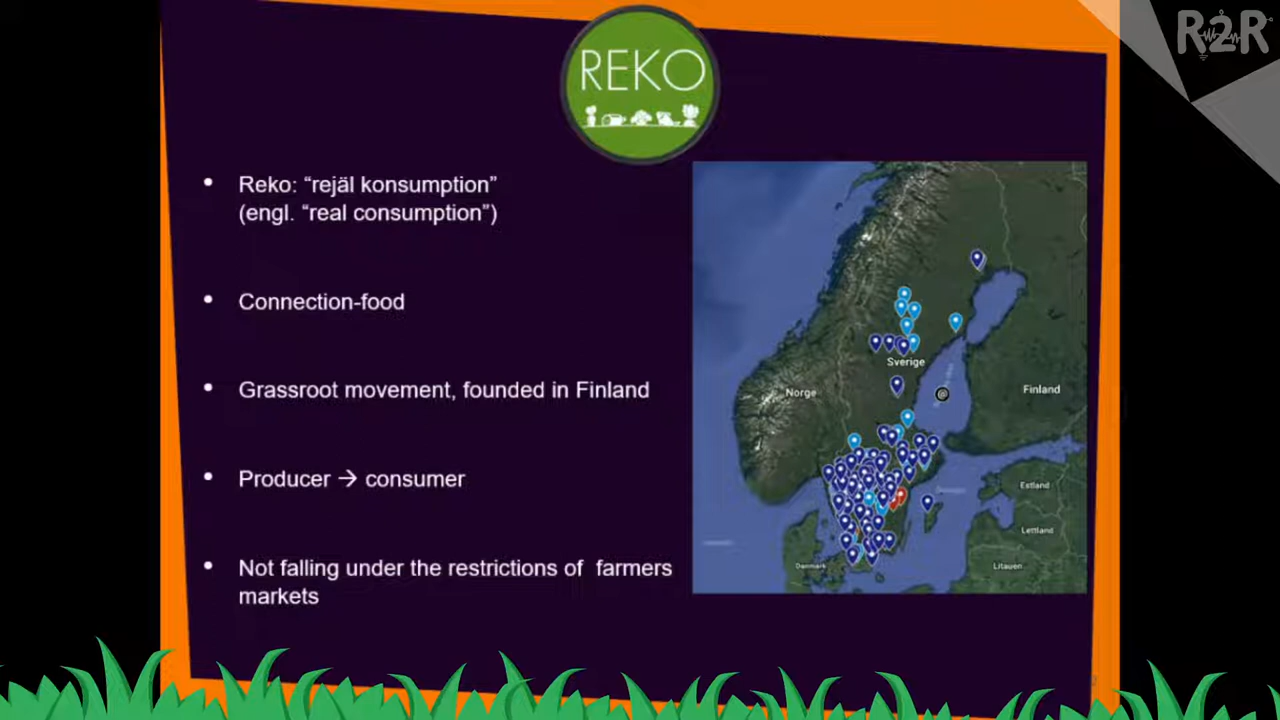 R2R
REKO
Reko: “rejäl konsumption”
(engl. “real consumption”)
Connection-food
Grassroot movement, founded in Finland
Producer → consumer
Not falling under the restrictions of farmers
markets
Sverige
Norge
Finland
Estland
Lettland
Danmark
Litauen